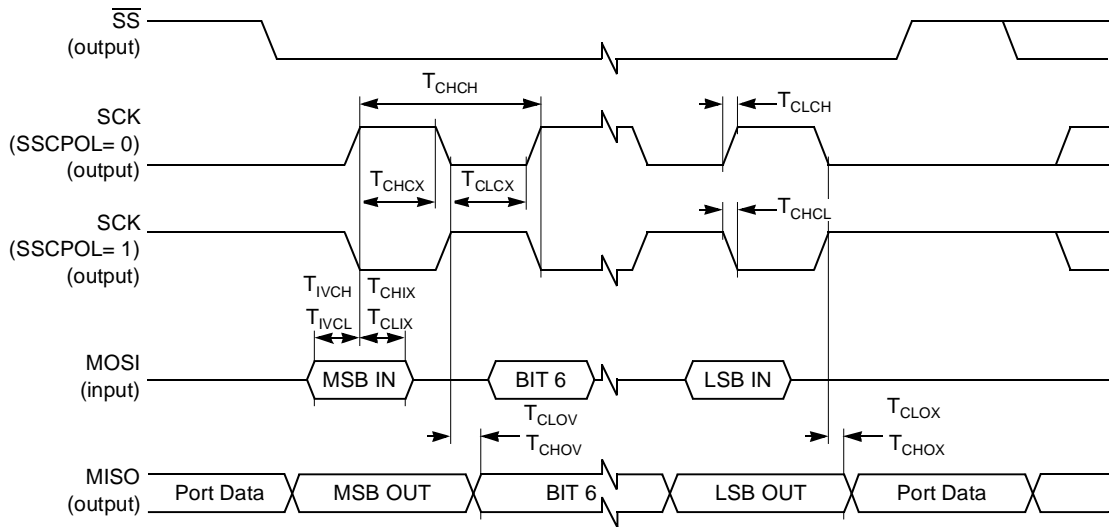 SS
(output)
T_CHCH
SCK
(SSCPOL= 0)
(output)
T_CLCH
T_CHCX
T_CLCX
SCK
(SSCPOL= 1)
(output)
T_CHCL
T_IVCH
T_CHIX
T_IVCL
T_CLIX
MOSI
(input)
MSB IN
BIT 6
LSB IN
T_CLOV
T_CHOV
T_CLOX
T_CHOX
MISO
(output)
Port Data
MSB OUT
BIT 6
LSB OUT
Port Data